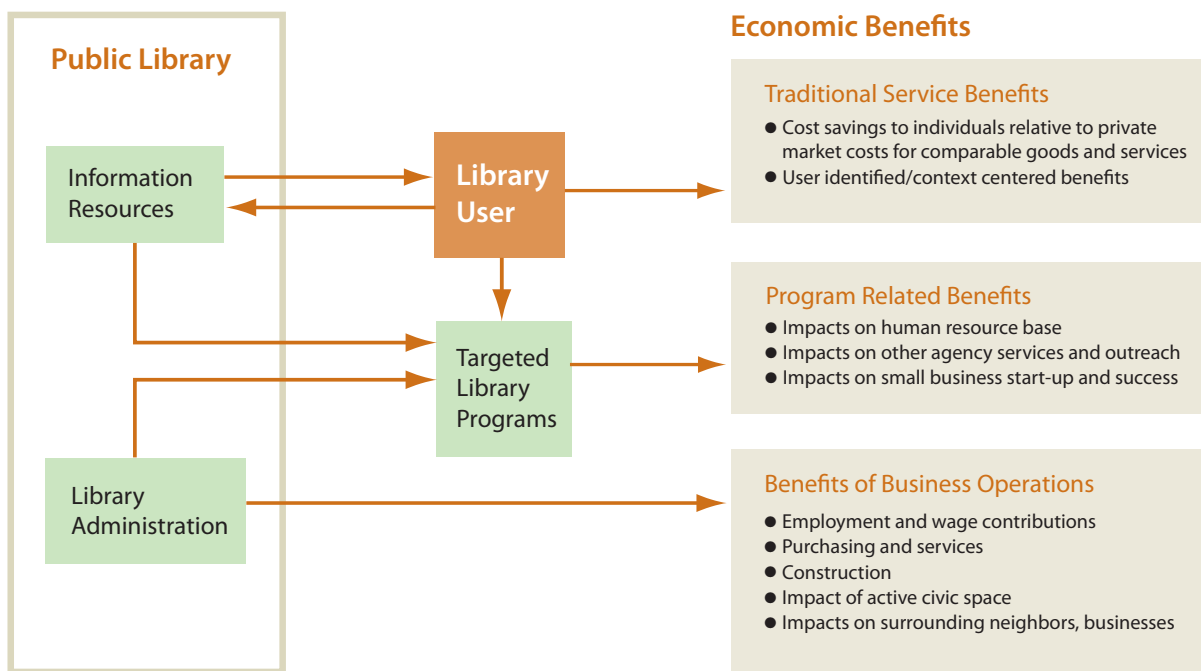 Public Library
Information
Resources
Library
Administration
Library
User
Targeted
Library
Programs
Economic Benefits
Traditional Service Benefits
● Cost savings to individuals relative to private
market costs for comparable goods and services
● User identified/context centered benefits
Program Related Benefits
● Impacts on human resource base
● Impacts on other agency services and outreach
● Impacts on small business start-up and success
Benefits of Business Operations
● Employment and wage contributions
● Purchasing and services
● Construction
● Impact of active civic space
● Impacts on surrounding neighbors, businesses